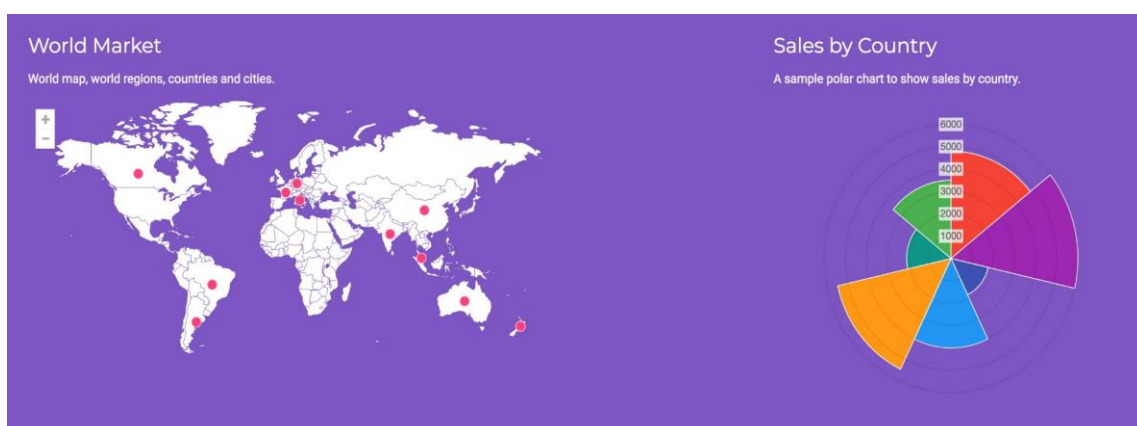 World Market
World map, world regions, countries and cities.
+
−
Sales by Country
A sample polar chart to show sales by country.
6000
5000
4000
3000
2000
1000